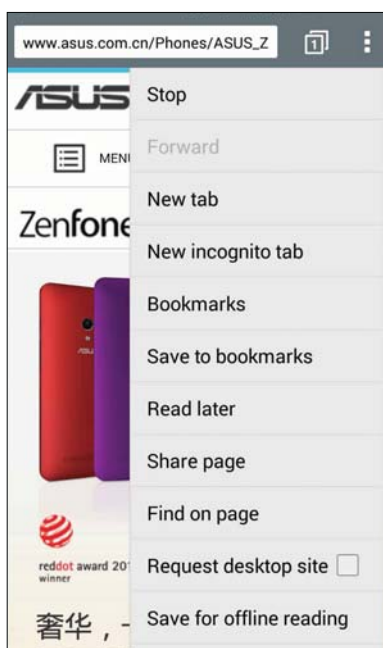 www.asus.com.cn/Phones/ASUS_Z
1
ASUS
MENU
Zenfone
ASUS
reddot award 20
winner
奢华，
Stop
Forward
New tab
New incognito tab
Bookmarks
Save to bookmarks
Read later
Share page
Find on page
Request desktop site
Save for offline reading